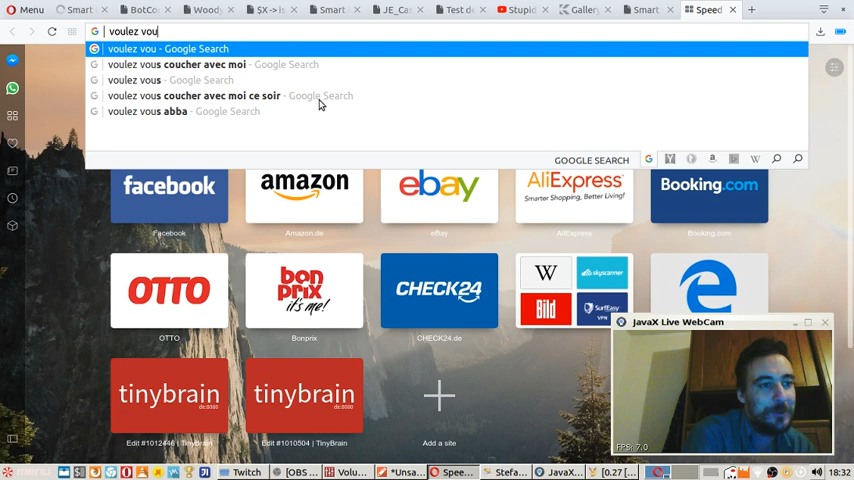 Menu
Smart
BotCo
Woody
$X -> is
Smart
JE_Ca
Test de
Stupid
Gallery
Smart
Speed
voulez vou
voulez vou - Google Search
voulez vous coucher avec moi - Google Search
voulez vous - Google Search
voulez vous coucher avec moi ce soir - Google Search
voulez vous abba - Google Search
GOOGLE SEARCH
facebook
amazon
ebay
AliExpress
Smarter Shopping, Better Living!
Booking.com
Facebook
Amazon.de
eBay
AliExpress
Booking.com
OTTO
bon prix
it's me!
CHECK24
W
skyscanner
Bild
SurfEasy
VPN
OTTO
Bonprix
CHECK24.de
JavaX Live WebCam
FPS: 7.0
tinybrain
de:8080
tinybrain
de:8080
Edit #1012446 | TinyBrain
Edit #1010504 | TinyBrain
Add a site
Twitch
[OBS
Volu
*Unsa
Spee
Stefa
JavaX
[0.27 [
18:32